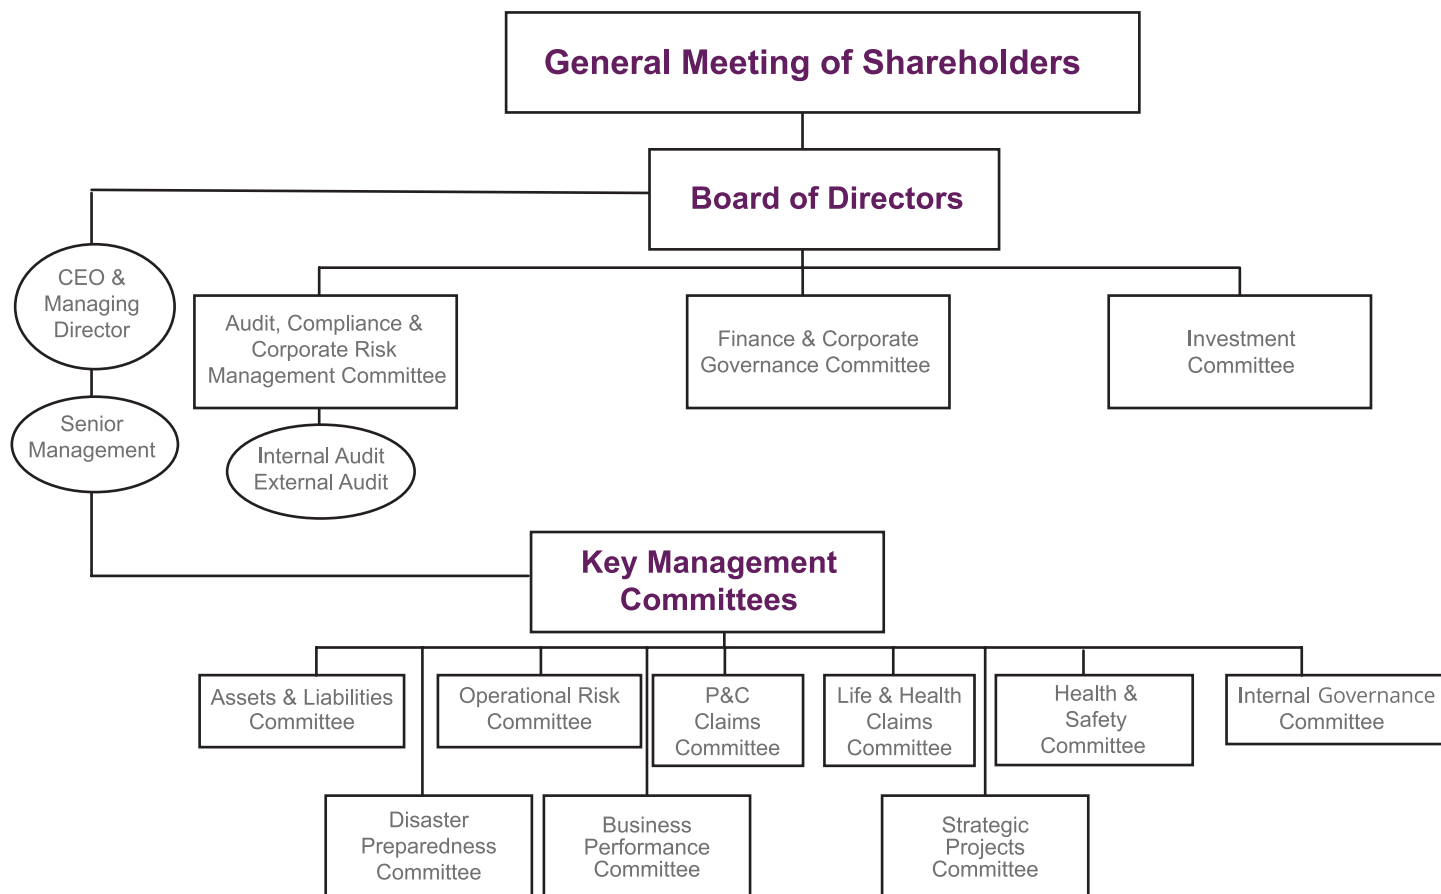 General Meeting of Shareholders
Board of Directors
CEO &
Managing
Director
Audit, Compliance &
Corporate Risk
Management Committee
Finance & Corporate
Governance Committee
Investment
Committee
Senior
Management
Internal Audit
External Audit
Key Management
Committees
Assets & Liabilities
Committee
Operational Risk
Committee
P&C
Claims
Committee
Life & Health
Claims
Committee
Health &
Safety
Committee
Internal Governance
Committee
Disaster
Preparedness
Committee
Business
Performance
Committee
Strategic
Projects
Committee